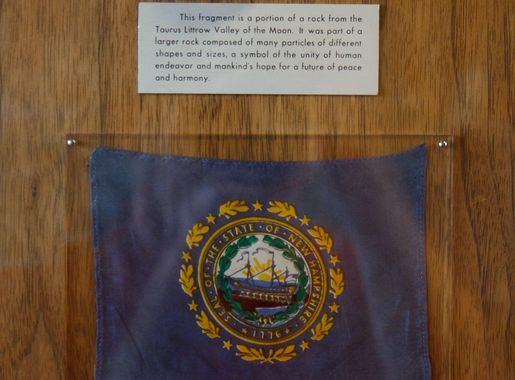 This fragment is a portion of a rock from the
Taurus Littrow Valley of the Moon. It was part of a
larger rock composed of many particles of different
shapes and sizes, a symbol of the unity of human
endeavor and mankind's hope for a future of peace
and harmony.
SEAL · OF · THE · STATE · OF · NEW HAMPSHIRE
1776